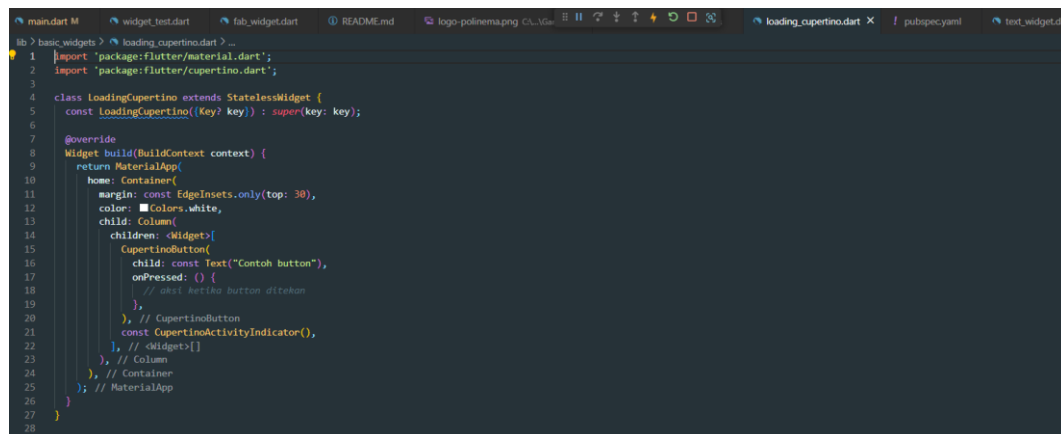 main.dart M widget_test.dart fab_widget.dart README.md logo-polinema.png C:\...\Ga loading_cupertino.dart pubspec.yaml text_widget.d
lib > basic_widgets > loading_cupertino.dart > ...
1 import 'package:flutter/material.dart';
2 import 'package:flutter/cupertino.dart';
3
4 class LoadingCupertino extends StatelessWidget {
5 const LoadingCupertino({Key? key}) : super(key: key);
6
7 @override
8 Widget build(BuildContext context) {
9 return MaterialApp(
10 home: Container(
11 margin: const EdgeInsets.only(top: 30),
12 color: Colors.white,
13 child: Column(
14 children: <Widget>[
15 CupertinoButton(
16 child: const Text("Contoh button"),
17 onPressed: () {
18 // aksi ketika button ditekan
19 },
20 ), // CupertinoButton
21 const CupertinoActivityIndicator(),
22 ], // <Widget>[]
23 ), // Column
24 ), // Container
25 ); // MaterialApp
26 }
27 }
28